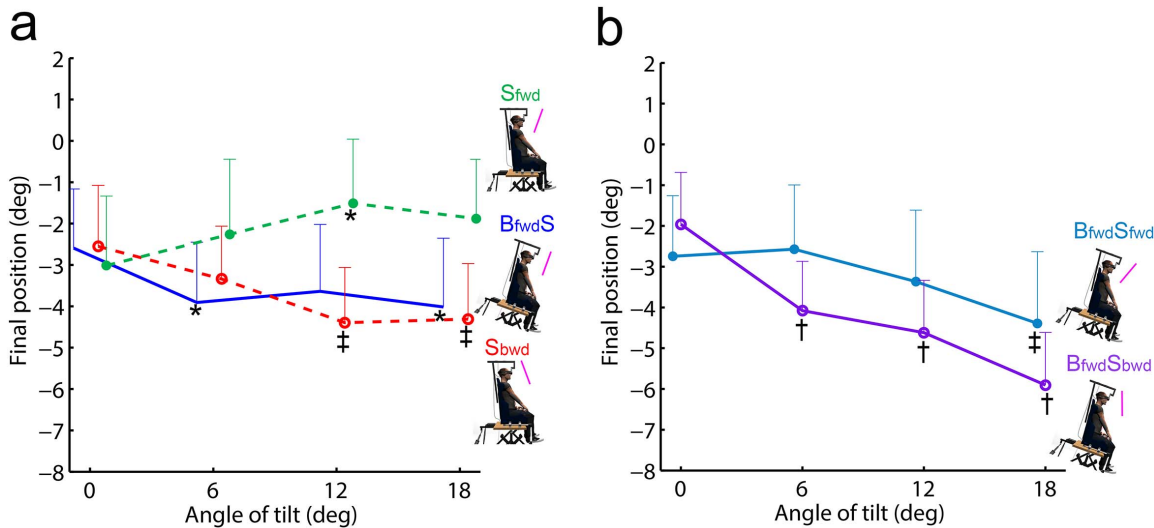 a
2
1
0
−1
−2
−3
−4
−5
−6
−7
−8
Final position (deg)
0 6 12 18
Angle of tilt (deg)
Sfwd
BfwdS
Sbwd
*
*
*
‡
‡
b
2
1
0
−1
−2
−3
−4
−5
−6
−7
−8
Final position (deg)
0 6 12 18
Angle of tilt (deg)
BfwdSfwd
BfwdSbwd
†
†
‡
†